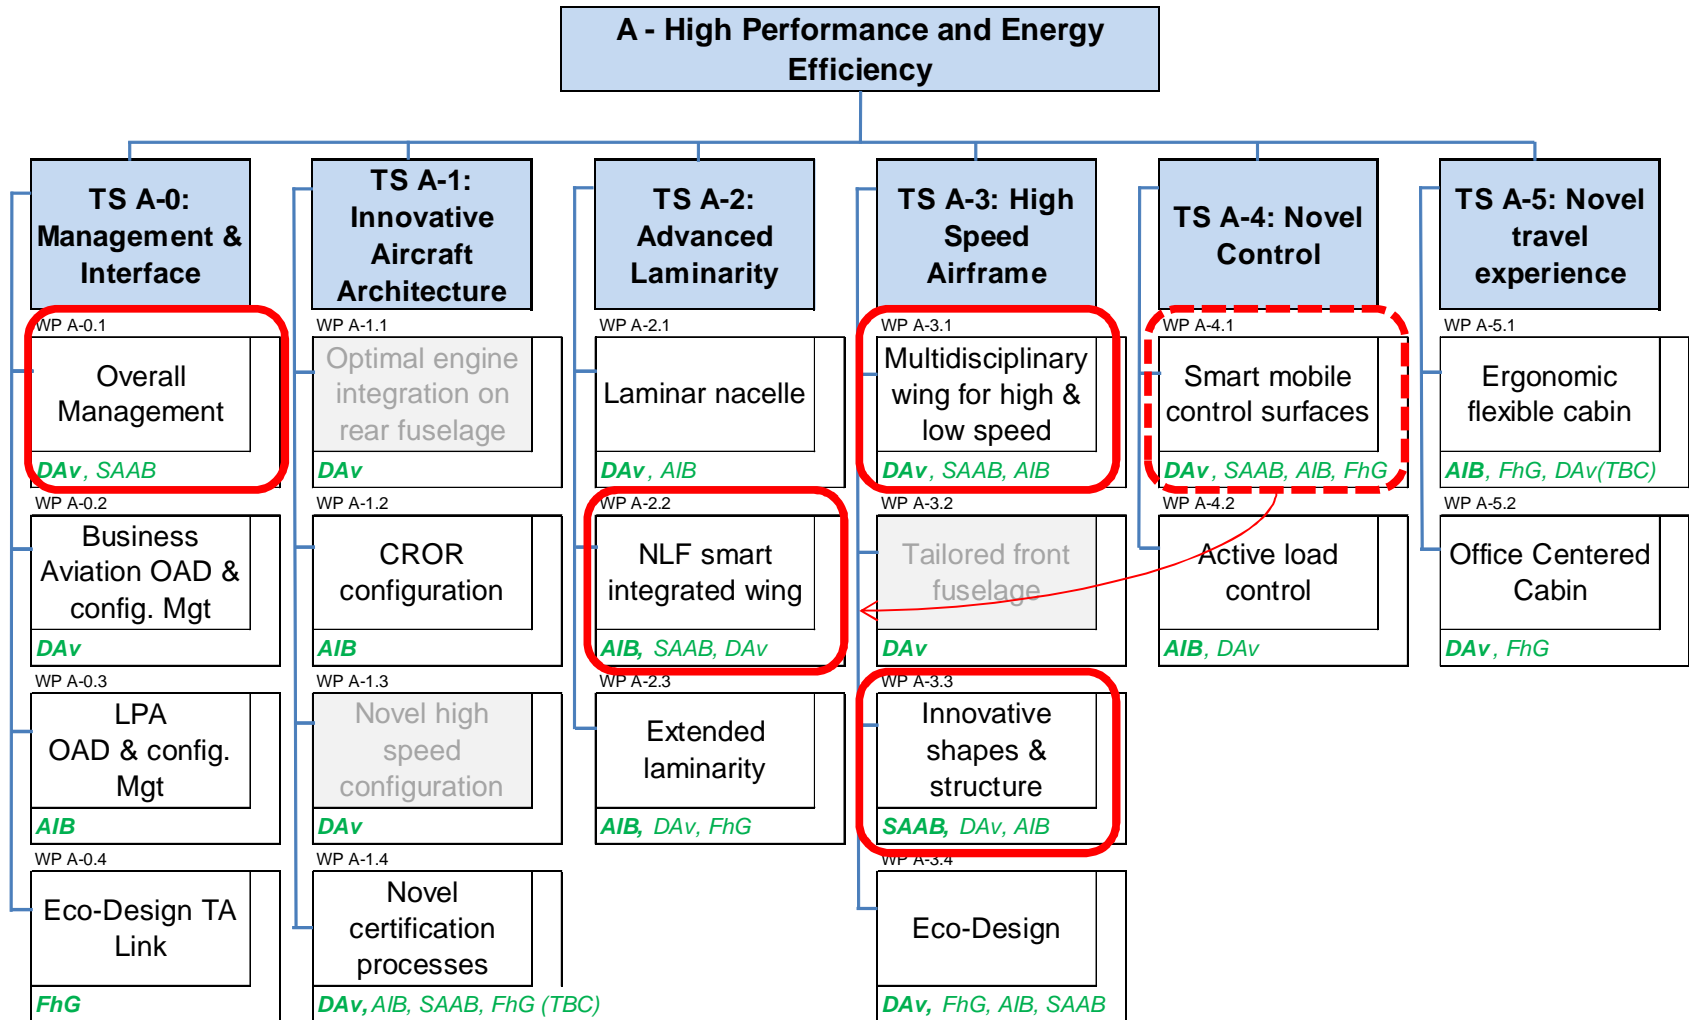 A - High Performance and Energy
Efficiency
TS A-0:
Management &
Interface
WP A-0.1
Overall
Management
DAv, SAAB
WP A-0.2
Business
Aviation OAD &
config. Mgt
DAv
WP A-0.3
LPA
OAD & config.
Mgt
AIB
WP A-0.4
Eco-Design TA
Link
FhG
TS A-1:
Innovative
Aircraft
Architecture
WP A-1.1
Optimal engine
integration on
rear fuselage
DAv
WP A-1.2
CROR
configuration
AIB
WP A-1.3
Novel high
speed
configuration
DAv
WP A-1.4
Novel
certification
processes
DAv, AIB, SAAB, FhG (TBC)
TS A-2:
Advanced
Laminarity
WP A-2.1
Laminar nacelle
DAv, AIB
WP A-2.2
NLF smart
integrated wing
AIB, SAAB, DAv
WP A-2.3
Extended
laminarity
AIB, DAv, FhG
TS A-3: High
Speed
Airframe
WP A-3.1
Multidisciplinary
wing for high &
low speed
DAv, SAAB, AIB
WP A-3.2
Tailored front
fuselage
DAv
WP A-3.3
Innovative
shapes &
structure
SAAB, DAv, AIB
WP A-3.4
Eco-Design
DAv, FhG, AIB, SAAB
TS A-4: Novel
Control
WP A-4.1
Smart mobile
control surfaces
DAv, SAAB, AIB, FhG
WP A-4.2
Active load
control
AIB, DAv
TS A-5: Novel
travel
experience
WP A-5.1
Ergonomic
flexible cabin
AIB, FhG, DAv(TBC)
WP A-5.2
Office Centered
Cabin
DAv, FhG